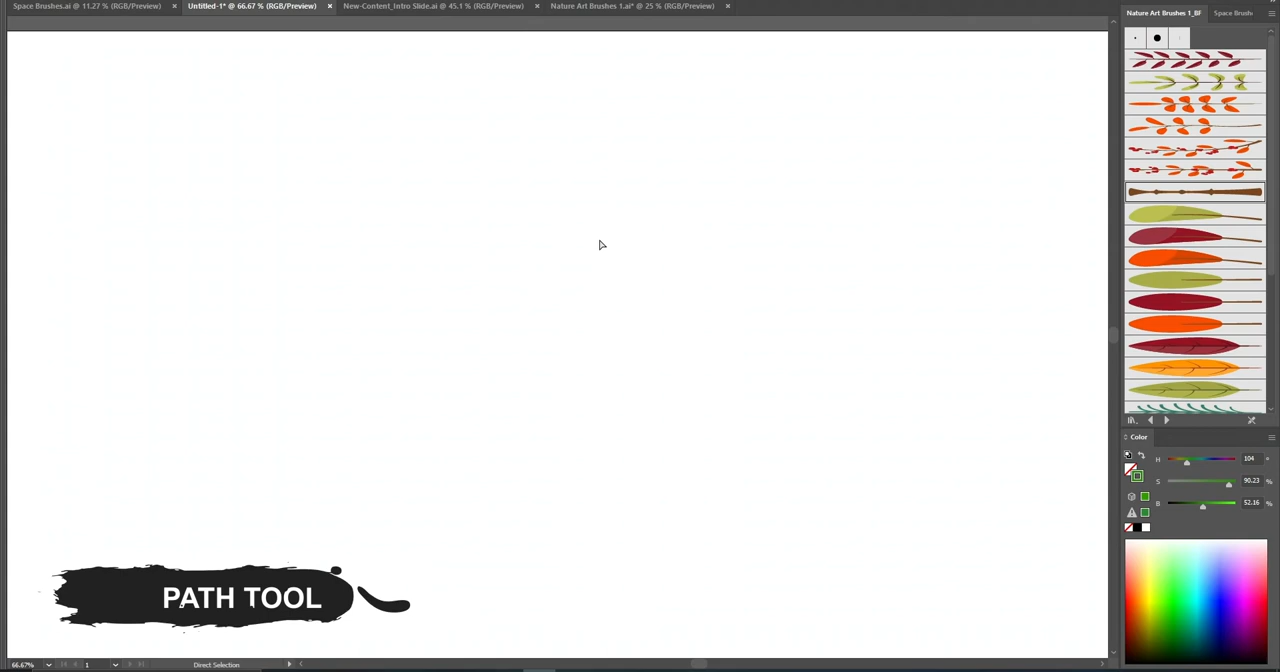 Space Brushes.ai @ 11.27 % (RGB/Preview) × Untitled-1* @ 66.67 % (RGB/Preview) × New-Content_Intro Slide.ai @ 45.1 % (RGB/Preview) × Nature Art Brushes 1.ai* @ 25 % (RGB/Preview) ×
Nature Art Brushes 1_BF Space Brush
Color
H 104 °
S 90.23 %
B 52.16 %
PATH TOOL
66.67% 1 Direct Selection